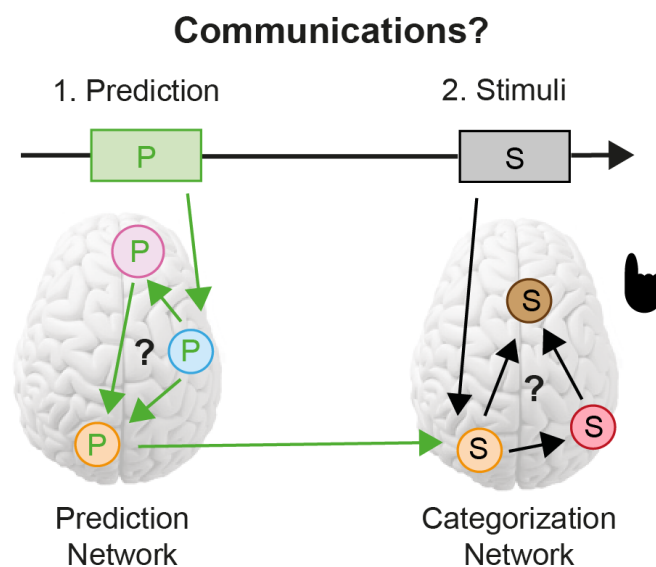 Communications?
1. Prediction
2. Stimuli
P
S
P
P
?
P
S
?
S
S
Prediction
Network
Categorization
Network